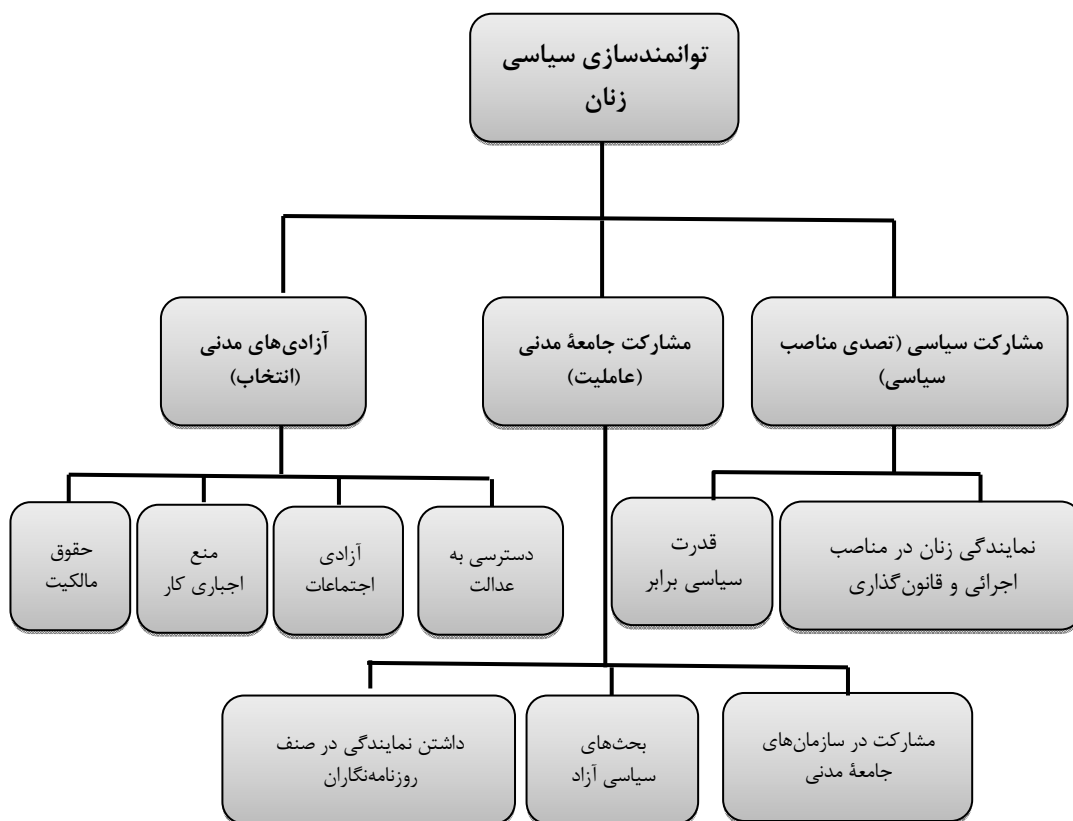 توانمندسازی سیاسی
زنان
مشارکت سیاسی (تصدی مناصب
سیاسی)
مشارکت جامعۀ مدنی
(عاملیت)
آزادی‌های مدنی
(انتخاب)
نمایندگی زنان در مناصب
اجرائی و قانون‌گذاری
قدرت
سیاسی برابر
دسترسی به
عدالت
آزادی
اجتماعات
منع
اجباری کار
حقوق
مالکیت
مشارکت در سازمان‌های
جامعۀ مدنی
بحث‌های
سیاسی آزاد
داشتن نمایندگی در صنف
روزنامه‌نگاران